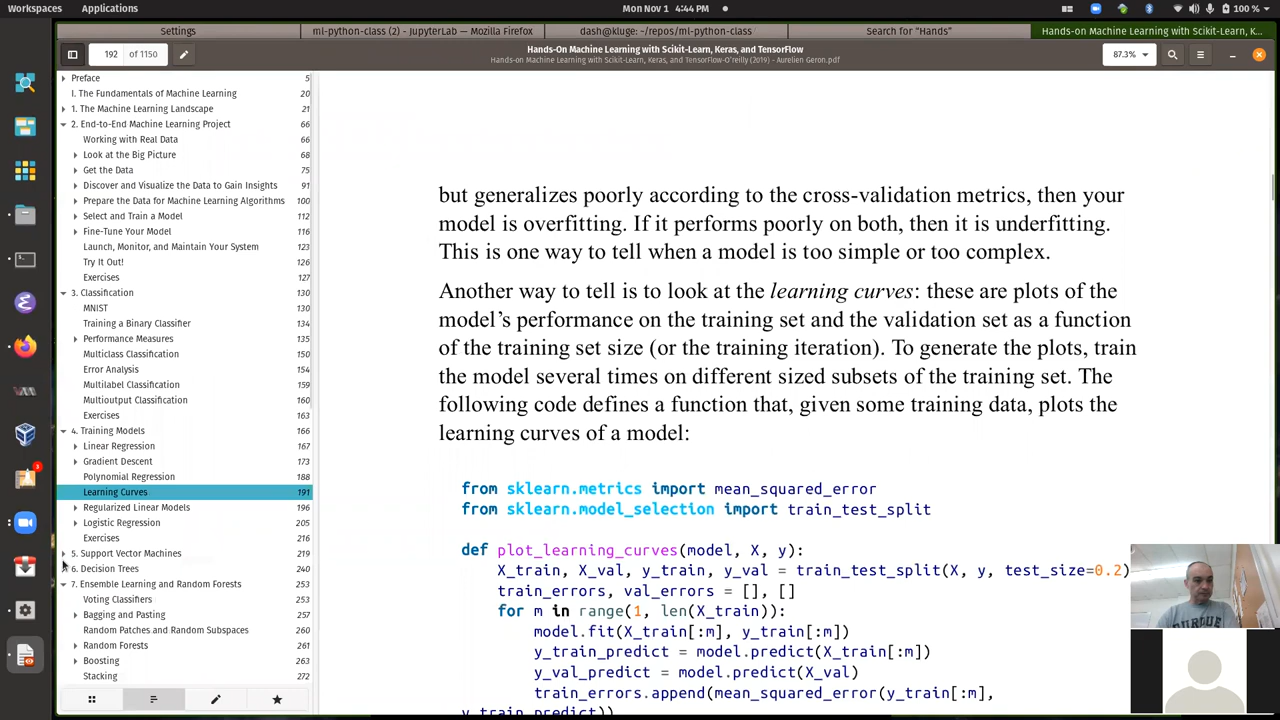 Workspaces
Applications
Mon Nov 1 4:44 PM
100 %
Settings
ml-python-class (2) - JupyterLab — Mozilla Firefox
dash@kluge: ~/repos/ml-python-class
Search for "Hands"
Hands-On Machine Learning with Scikit-Learn, K...
192 of 1150
Hands-On Machine Learning with Scikit-Learn, Keras, and TensorFlow
Hands-on Machine Learning with Scikit-Learn, Keras, and TensorFlow-O'reilly (2019) - Aurelien Geron.pdf
87.3%
Preface 5
I. The Fundamentals of Machine Learning 20
1. The Machine Learning Landscape 21
2. End-to-End Machine Learning Project 66
Working with Real Data 66
Look at the Big Picture 68
Get the Data 75
Discover and Visualize the Data to Gain Insights 91
Prepare the Data for Machine Learning Algorithms 100
Select and Train a Model 112
Fine-Tune Your Model 116
Launch, Monitor, and Maintain Your System 123
Try It Out! 126
Exercises 127
3. Classification 130
MNIST 130
Training a Binary Classifier 134
Performance Measures 135
Multiclass Classification 150
Error Analysis 154
Multilabel Classification 159
Multioutput Classification 160
Exercises 163
4. Training Models 166
Linear Regression 167
Gradient Descent 173
Polynomial Regression 188
Learning Curves 191
Regularized Linear Models 196
Logistic Regression 205
Exercises 216
5. Support Vector Machines 219
6. Decision Trees 240
7. Ensemble Learning and Random Forests 253
Voting Classifiers 253
Bagging and Pasting 257
Random Patches and Random Subspaces 260
Random Forests 261
Boosting 263
Stacking 272
3
but generalizes poorly according to the cross-validation metrics, then your
model is overfitting. If it performs poorly on both, then it is underfitting.
This is one way to tell when a model is too simple or too complex.
Another way to tell is to look at the learning curves: these are plots of the
model's performance on the training set and the validation set as a function
of the training set size (or the training iteration). To generate the plots, train
the model several times on different sized subsets of the training set. The
following code defines a function that, given some training data, plots the
learning curves of a model:
from sklearn.metrics import mean_squared_error
from sklearn.model_selection import train_test_split
def plot_learning_curves(model, X, y):
X_train, X_val, y_train, y_val = train_test_split(X, y, test_size=0.2)
train_errors, val_errors = [], []
for m in range(1, len(X_train)):
model.fit(X_train[:m], y_train[:m])
y_train_predict = model.predict(X_train[:m])
y_val_predict = model.predict(X_val)
train_errors.append(mean_squared_error(y_train[:m],
y_train_predict))
PURDUE